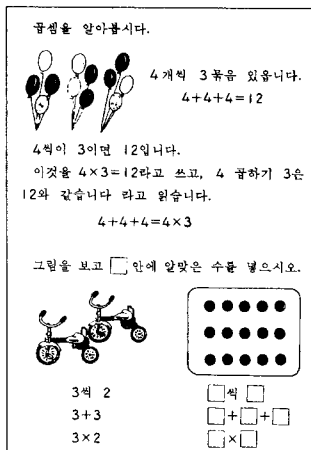 곱셈을 알아봅시다.
4개씩 3묶음 있읍니다.
4+4+4=12
4씩이 3이면 12입니다.
이것을 4×3=12라고 쓰고, 4 곱하기 3은
12와 같습니다 라고 읽습니다.
4+4+4=4×3
그림을 보고 □ 안에 알맞은 수를 넣으시오.
3씩 2
3+3
3×2
□씩 □
□+□+□
□×□